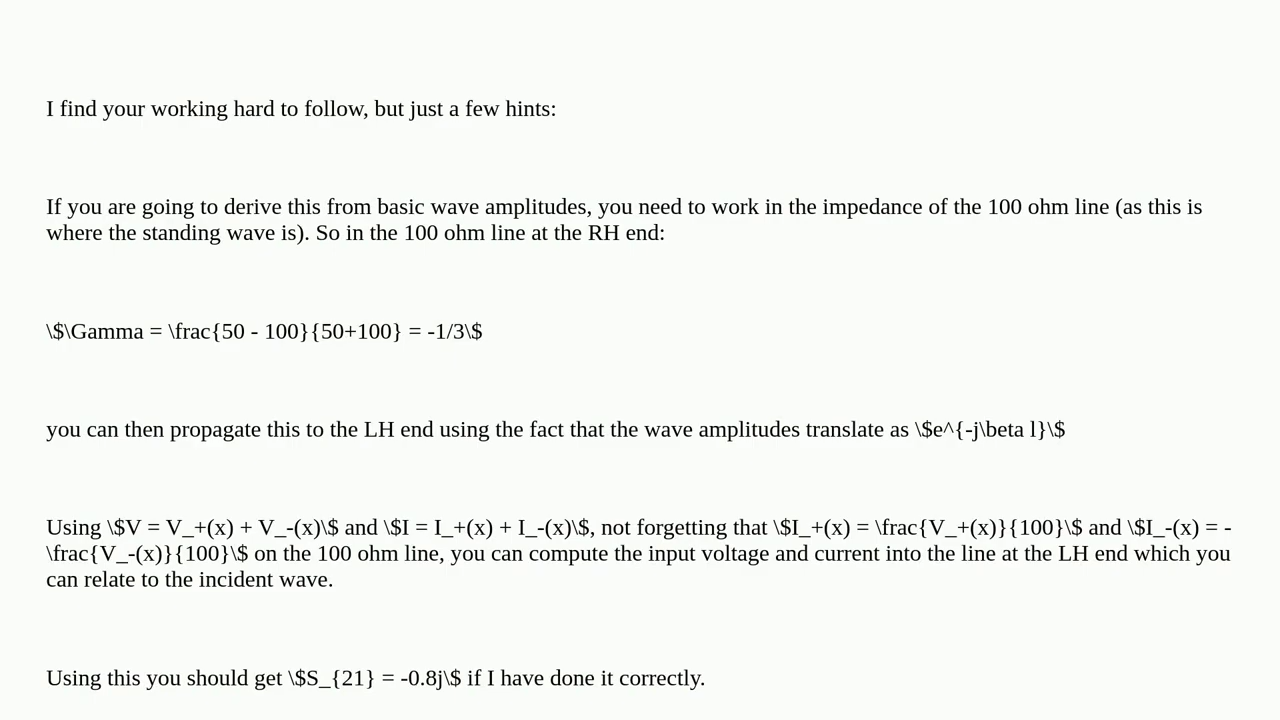 I find your working hard to follow, but just a few hints:
If you are going to derive this from basic wave amplitudes, you need to work in the impedance of the 100 ohm line (as this is
where the standing wave is). So in the 100 ohm line at the RH end:
\$\Gamma = \frac{50 - 100}{50+100} = -1/3\$
you can then propagate this to the LH end using the fact that the wave amplitudes translate as \$e^{-j\beta l}\$
Using \$V = V_+(x) + V_-(x)\$ and \$I = I_+(x) + I_-(x)\$, not forgetting that \$I_+(x) = \frac{V_+(x)}{100}\$ and \$I_-(x) = -
\frac{V_-(x)}{100}\$ on the 100 ohm line, you can compute the input voltage and current into the line at the LH end which you
can relate to the incident wave.
Using this you should get \$S_{21} = -0.8j\$ if I have done it correctly.